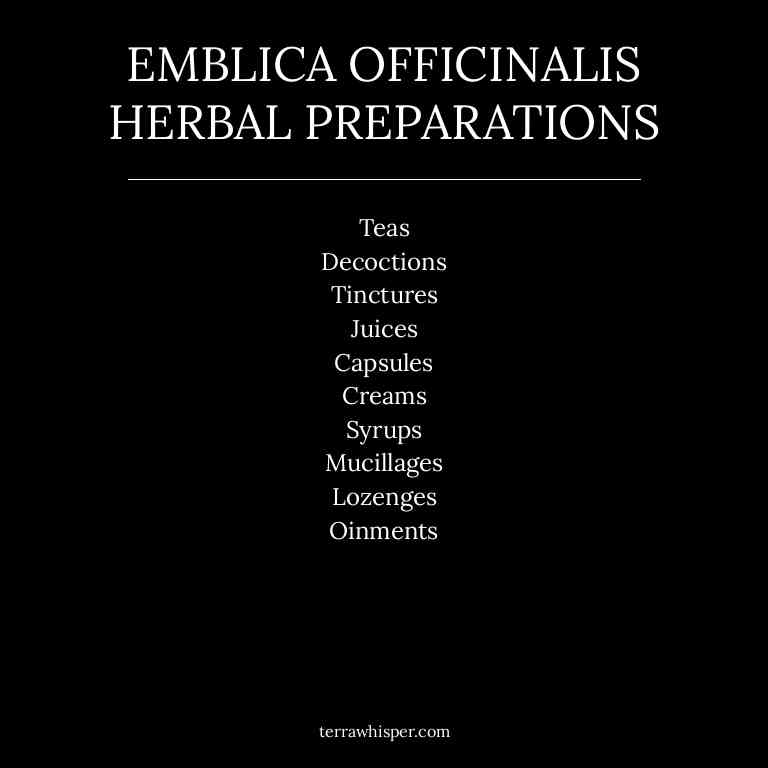 EMBLICA OFFICINALIS
HERBAL PREPARATIONS
Teas
Decoctions
Tinctures
Juices
Capsules
Creams
Syrups
Mucillages
Lozenges
Oinments
terrawhisper.com